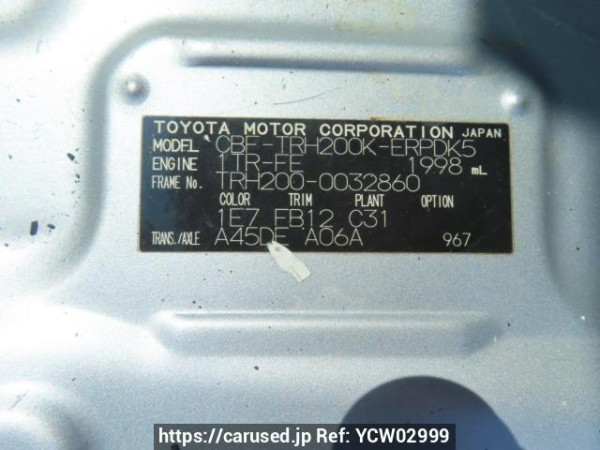 TOYOTA MOTOR CORPORATION JAPAN
MODEL CBF-TRH200K-ERPDK5
ENGINE 1TR-FE 1998 mL
FRAME No. TRH200-0032860
COLOR TRIM PLANT OPTION
1E7 FB12 C31
TRANS./AXLE A45DE A06A 967
https://carused.jp Ref: YCW02999